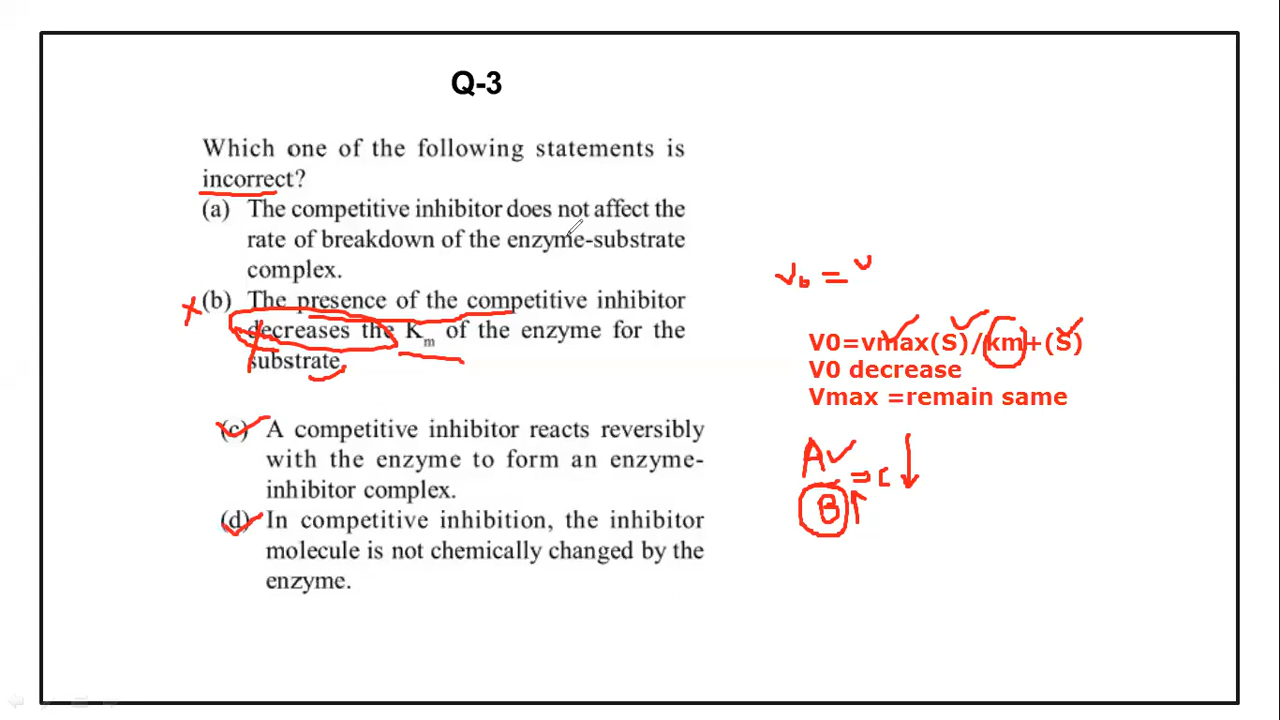 Q-3
Which one of the following statements is
incorrect?
(a) The competitive inhibitor does not affect the
rate of breakdown of the enzyme-substrate
complex.
(b) The presence of the competitive inhibitor
decreases the Km of the enzyme for the
substrate.
(c) A competitive inhibitor reacts reversibly
with the enzyme to form an enzyme-
inhibitor complex.
(d) In competitive inhibition, the inhibitor
molecule is not chemically changed by the
enzyme.
V0=vmax(S)/km+(S)
V0 decrease
Vmax =remain same
A
B